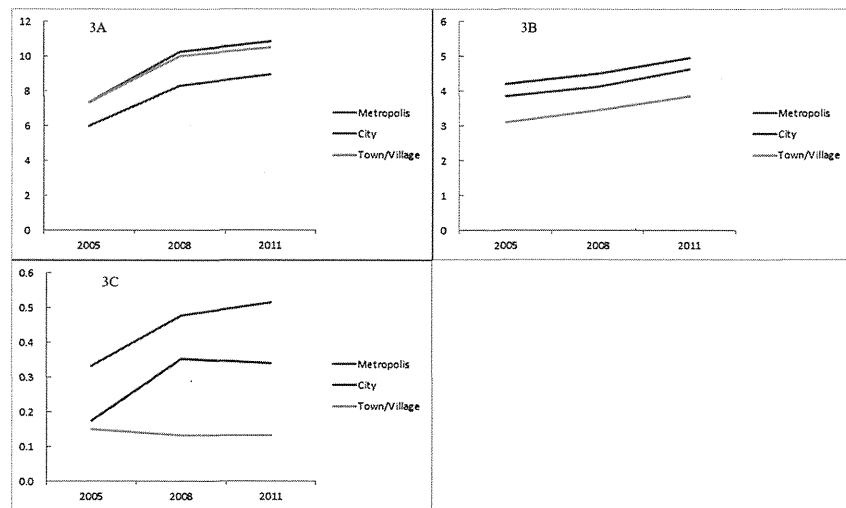 3A
12
10
8
6
4
2
0
2005 2008 2011
Metropolis
City
Town/Village
3B
6
5
4
3
2
1
0
2005 2008 2011
Metropolis
City
Town/Village
3C
0.6
0.5
0.4
0.3
0.2
0.1
0.0
2005 2008 2011
Metropolis
City
Town/Village